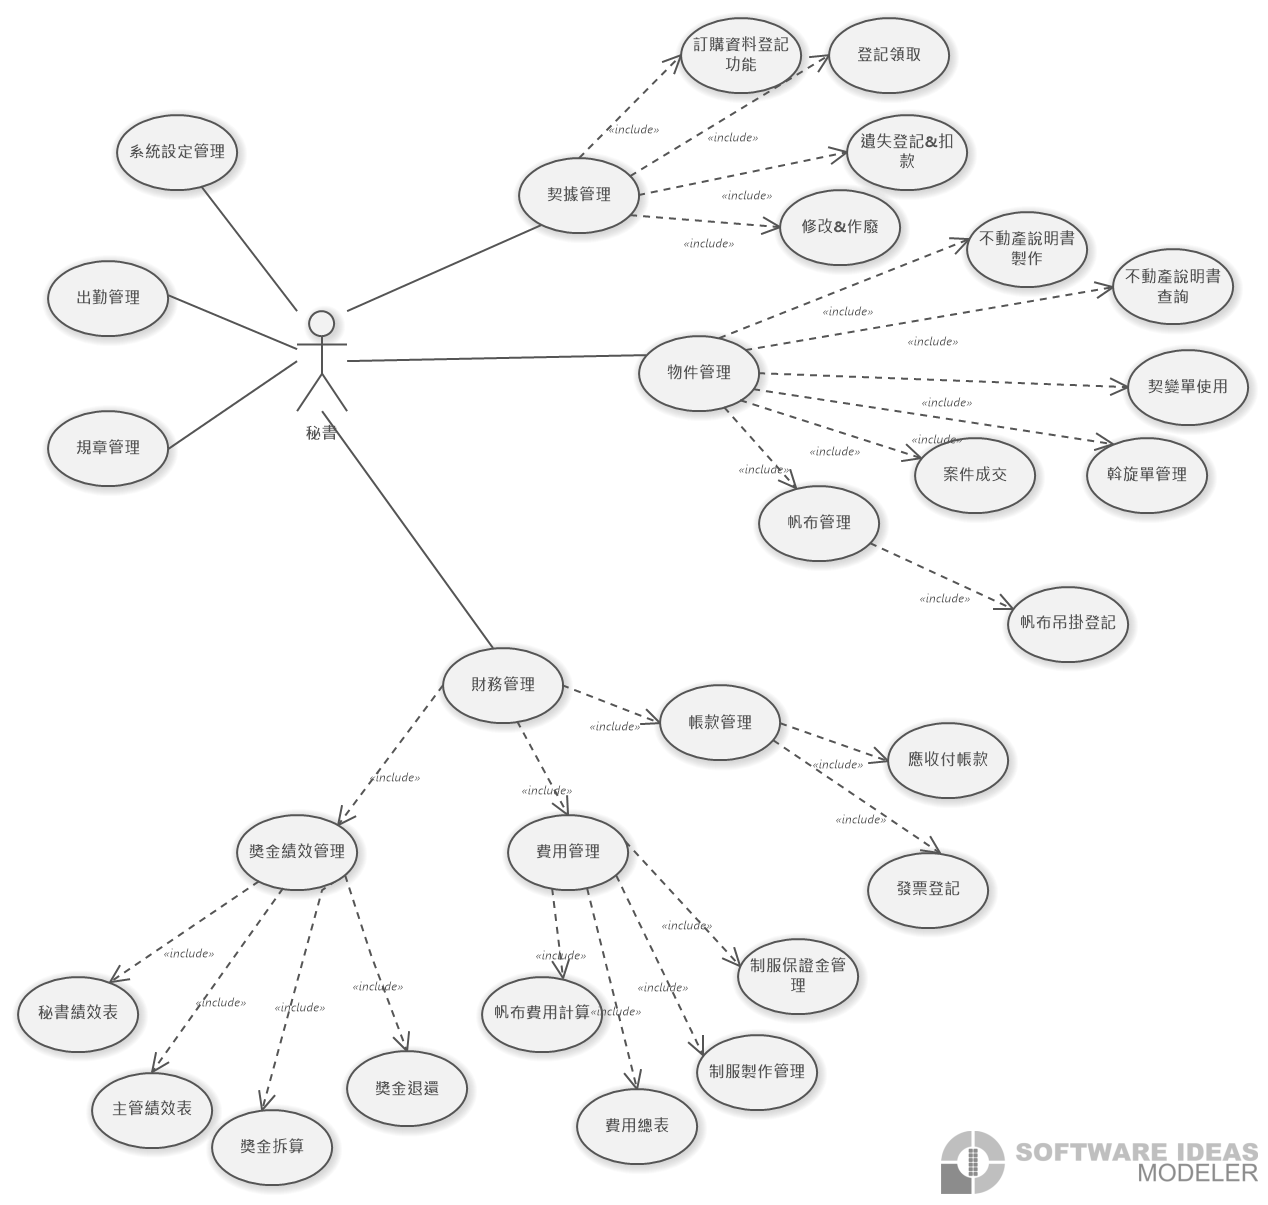 訂購資料登記
功能
登記領取
«include»
«include»
系統設定管理
遺失登記&扣
款
契據管理
«include»
修改&作廢
«include»
不動產說明書
製作
不動產說明書
查詢
出勤管理
«include»
«include»
物件管理
契變單使用
«include»
秘書
規章管理
«include»
«include»
«include»
案件成交
斡旋單管理
帆布管理
«include»
帆布吊掛登記
財務管理
«include»
帳款管理
應收付帳款
«include»
«include»
«include»
«include»
獎金績效管理
費用管理
發票登記
«include»
«include»
«include»
制服保證金管
理
«include»
«include»
«include»
«include»
«include»
秘書績效表
帆布費用計算
制服製作管理
獎金退還
主管績效表
費用總表
獎金拆算
SOFTWARE IDEAS
MODELER